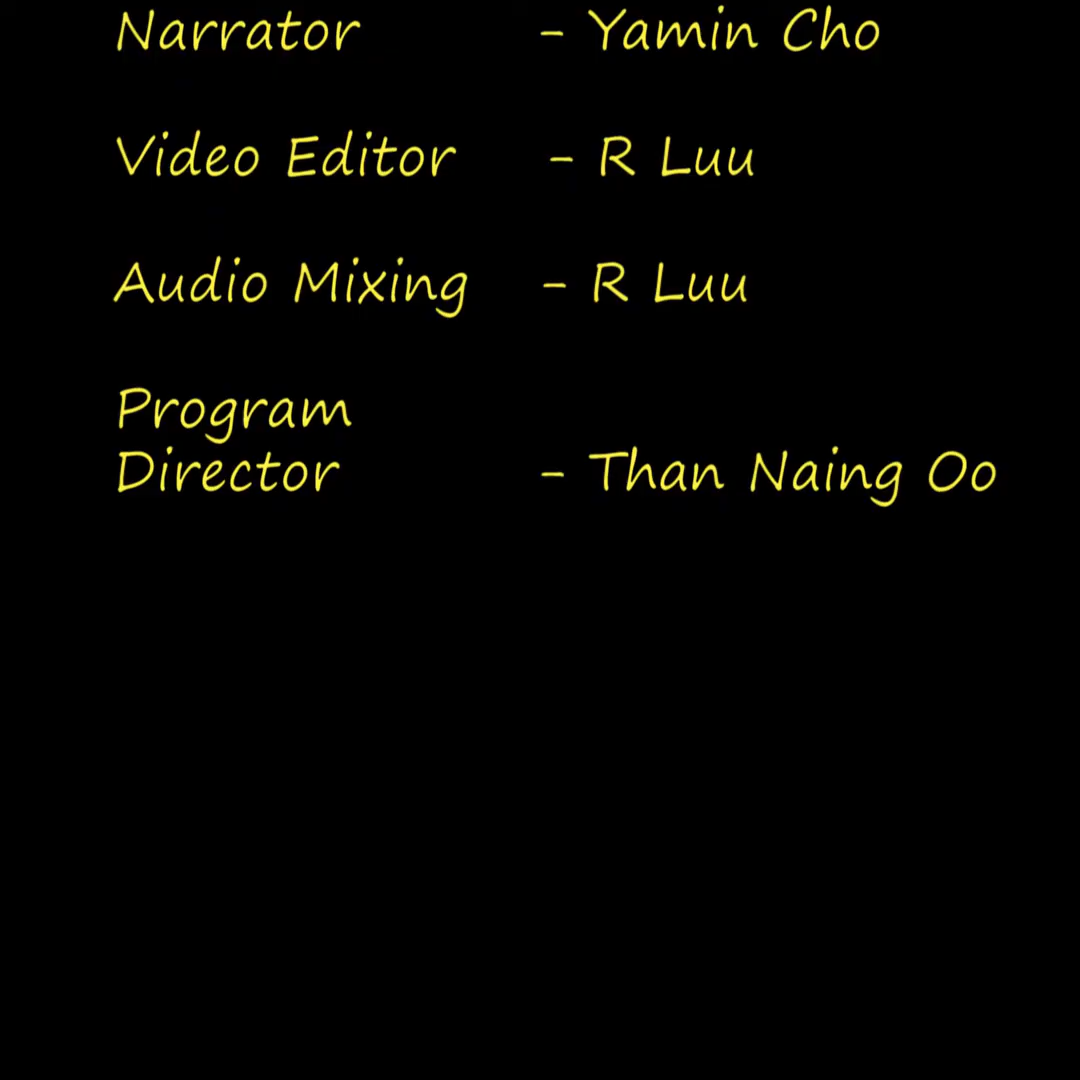 Narrator - Yamin Cho
Video Editor - R Luu
Audio Mixing - R Luu
Program
Director - Than Naing Oo